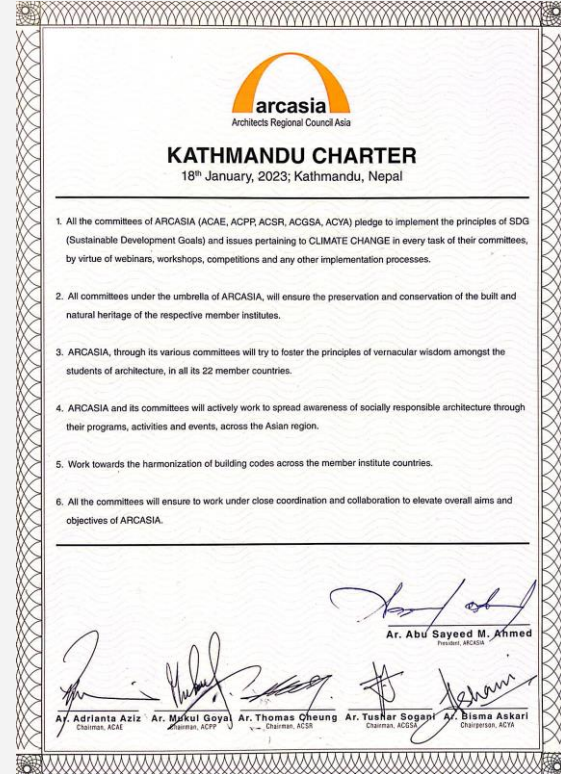 arcasia
Architects Regional Council Asia
KATHMANDU CHARTER
18th January, 2023; Kathmandu, Nepal
1. All the committees of ARCASIA (ACAE, ACPP, ACSR, ACGSA, ACYA) pledge to implement the principles of SDG
(Sustainable Development Goals) and issues pertaining to CLIMATE CHANGE in every task of their committees,
by virtue of webinars, workshops, competitions and any other implementation processes.
2. All committees under the umbrella of ARCASIA, will ensure the preservation and conservation of the built and
natural heritage of the respective member institutes.
3. ARCASIA, through its various committees will try to foster the principles of vernacular wisdom amongst the
students of architecture, in all its 22 member countries.
4. ARCASIA and its committees will actively work to spread awareness of socially responsible architecture through
their programs, activities and events, across the Asian region.
5. Work towards the harmonization of building codes across the member institute countries.
6. All the committees will ensure to work under close coordination and collaboration to elevate overall aims and
objectives of ARCASIA.
Ar. Abu Sayeed M. Ahmed
President, ARCASIA
Ar. Adrianta Aziz Ar. Mukul Goyal Ar. Thomas Cheung Ar. Tushar Sogani Ar. Bisma Askari
Chairman, ACAE Chairman, ACPP Chairman, ACSR Chairman, ACGSA Chairperson, ACYA